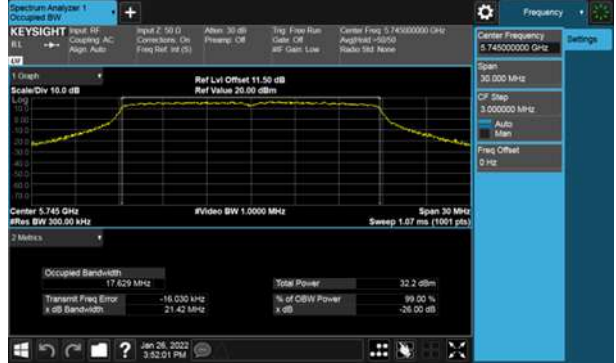 Spectrum Analyzer 1
Occupied BW
+
Frequency
KEYSIGHT
Input: RF
Coupling: AC
Align: Auto
Input Z: 50 Ω
Corrections: On
Freq Ref: Int (S)
Atten: 30 dB
Preamp: Off
Trig: Free Run
Gate: Off
#IF Gain: Low
Center Freq: 5.745000000 GHz
Avg|Hold:>50/50
Radio Std: None
Center Frequency
5.745000000 GHz
Settings
Span
30.000 MHz
CF Step
3.000000 MHz
Auto
Man
Freq Offset
0 Hz
1 Graph
Scale/Div 10.0 dB
Ref Lvl Offset 11.50 dB
Ref Value 20.00 dBm
Log
10.0
0.00
Center 5.745 GHz
#Res BW 300.00 kHz
#Video BW 1.0000 MHz
Span 30 MHz
Sweep 1.07 ms (1001 pts)
2 Metrics
Occupied Bandwidth
17.629 MHz
Total Power
32.2 dBm
Transmit Freq Error
-16.030 kHz
% of OBW Power
99.00 %
x dB Bandwidth
21.42 MHz
x dB
-26.00 dB
?
Jan 26, 2022
3:52:01 PM